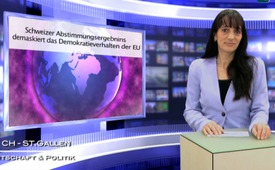 Schweizer Abstimmungsergebnis
demaskiert das Demokratieverhalten der EU
CH - ST.GALLEN
TSCHAFT & POLITIK